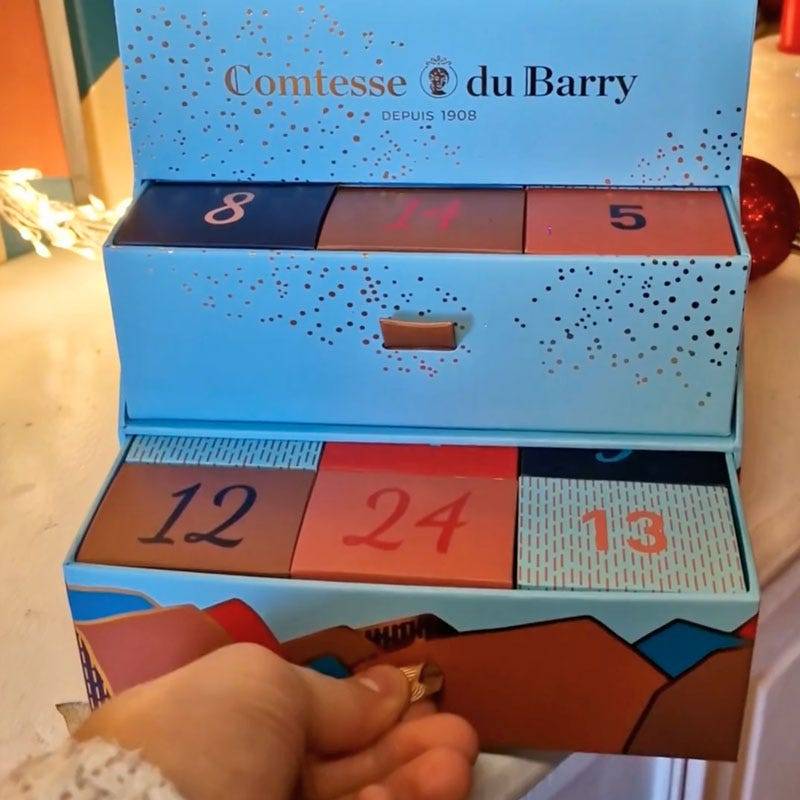 Comtesse du Barry
DEPUIS 1908
8 14 5
12 24 13